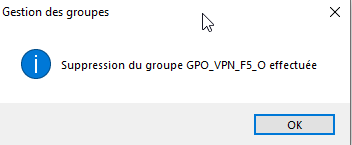 Gestion des groupes
Suppression du groupe GPO_VPN_F5_O effectuée
OK